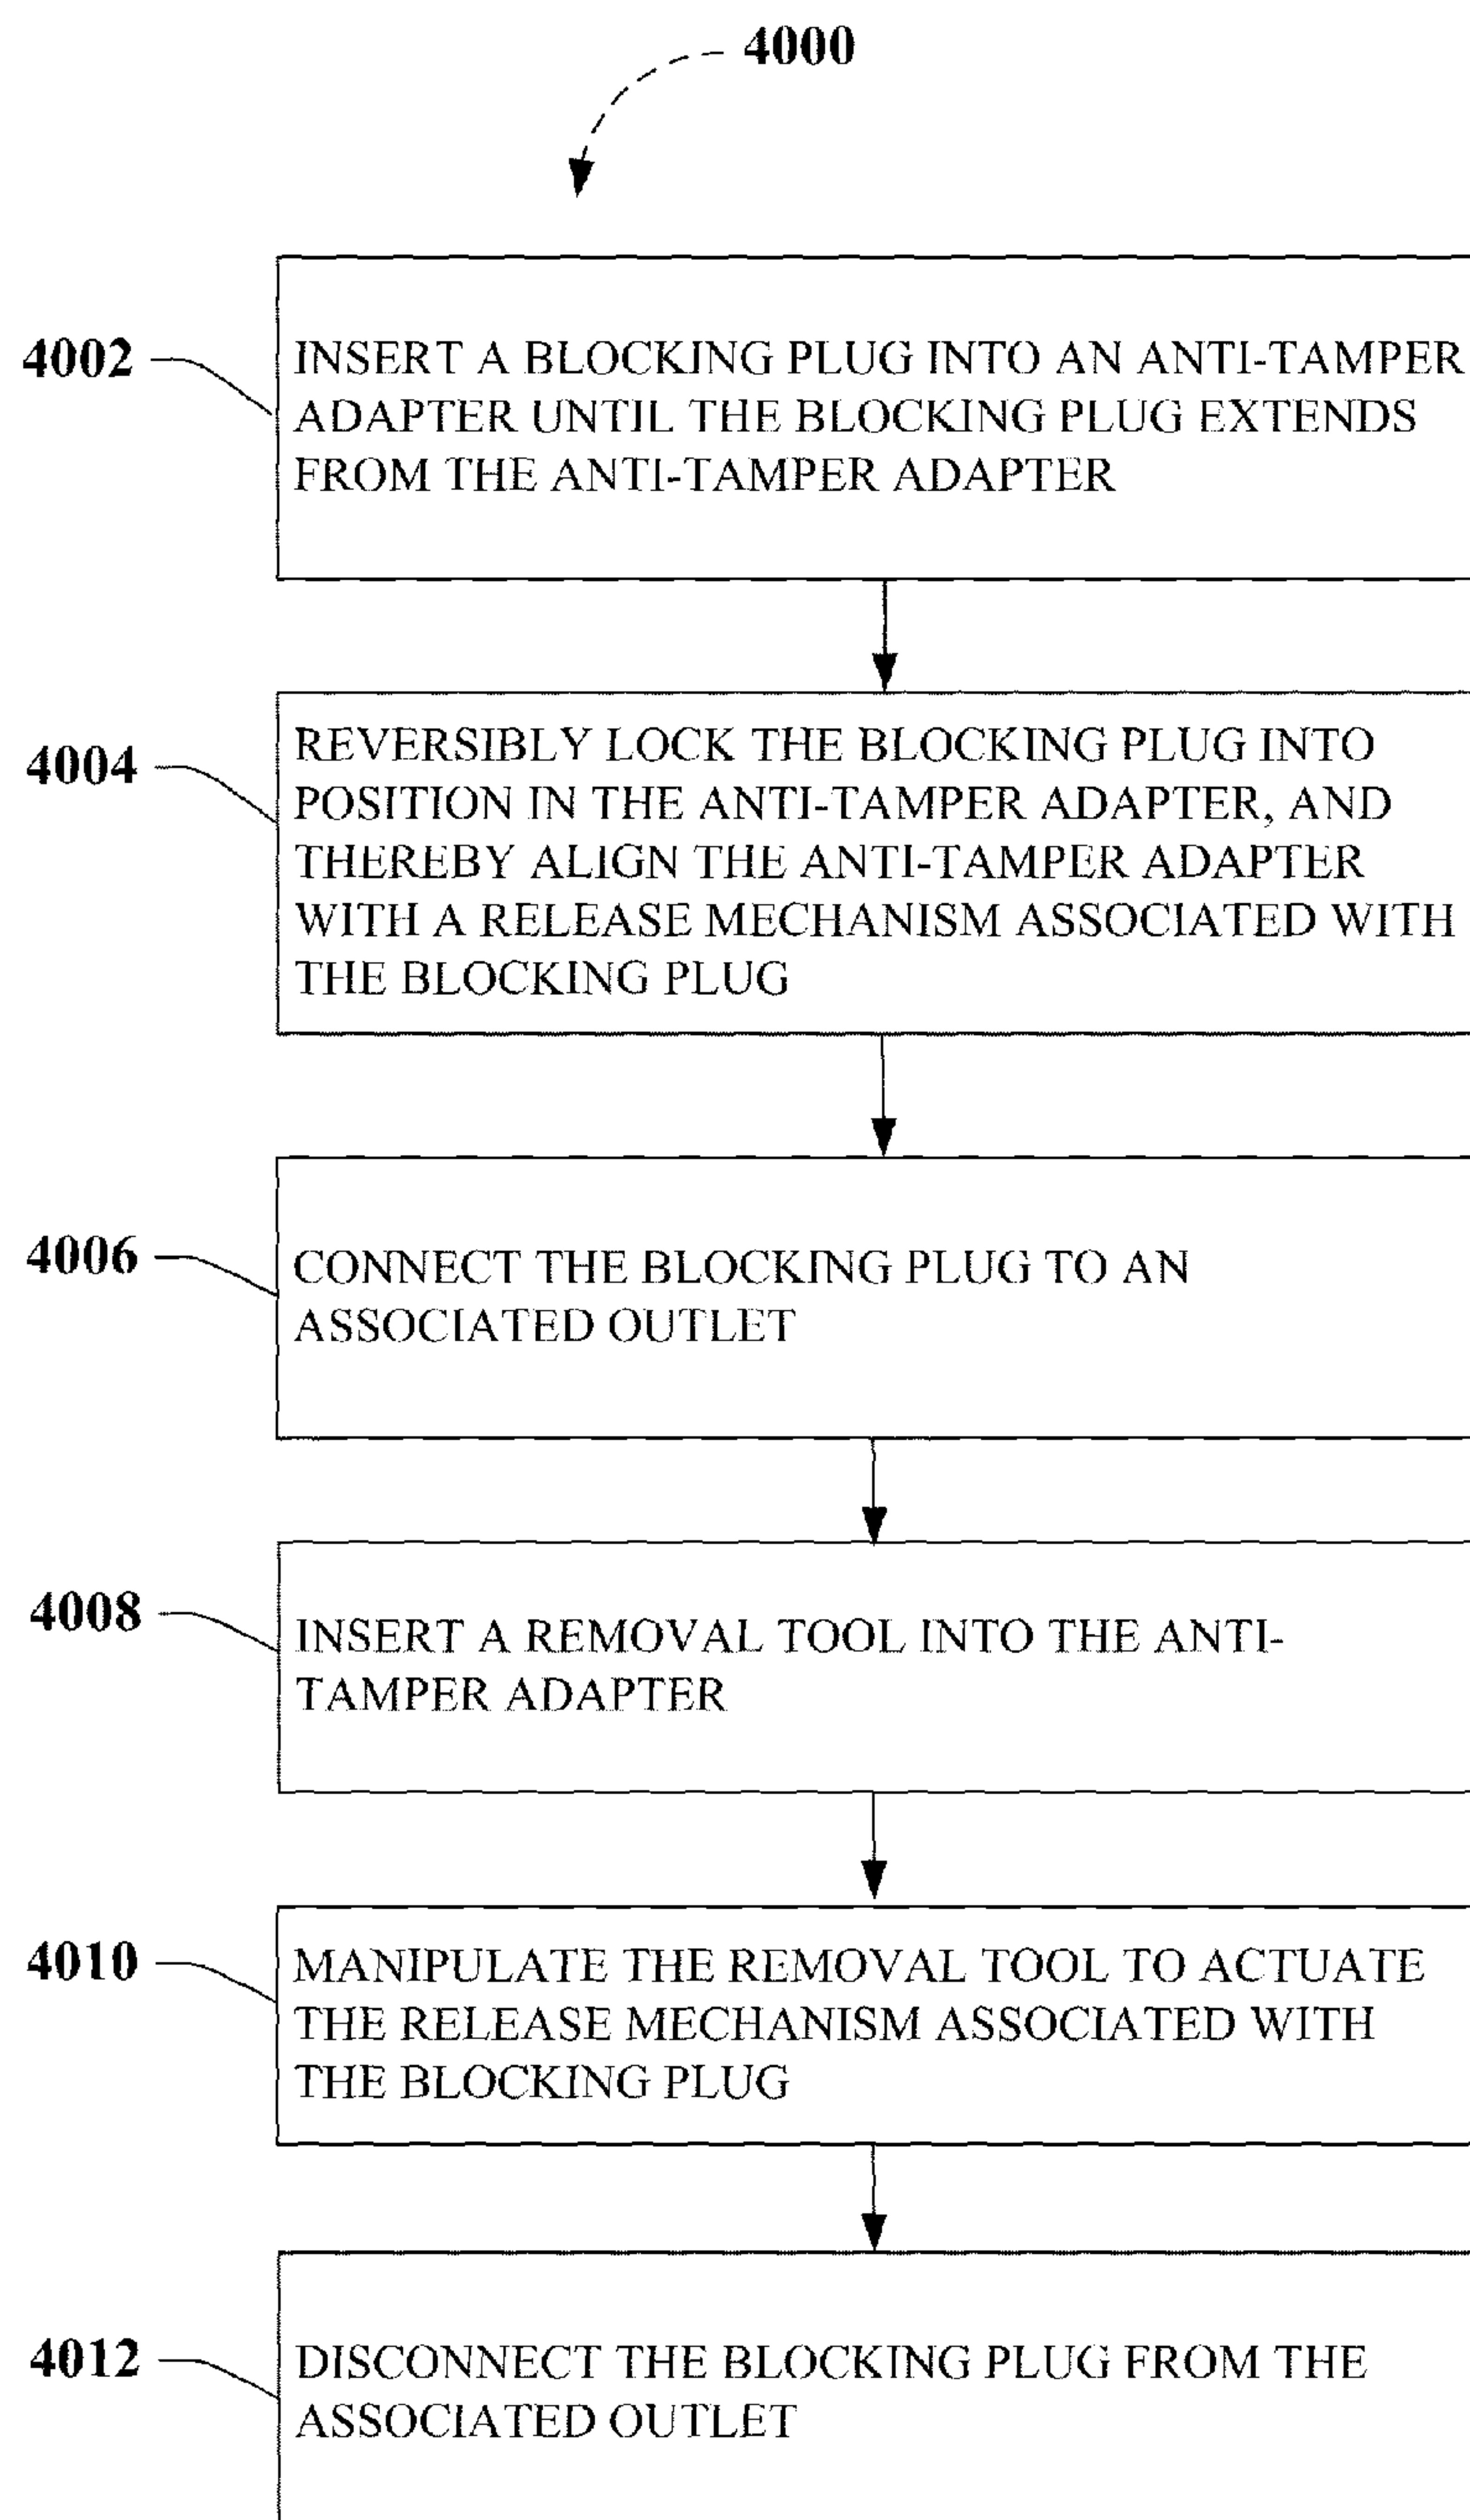 4000
4002
INSERT A BLOCKING PLUG INTO AN ANTI-TAMPER
ADAPTER UNTIL THE BLOCKING PLUG EXTENDS
FROM THE ANTI-TAMPER ADAPTER
4004
REVERSIBLY LOCK THE BLOCKING PLUG INTO
POSITION IN THE ANTI-TAMPER ADAPTER, AND
THEREBY ALIGN THE ANTI-TAMPER ADAPTER
WITH A RELEASE MECHANISM ASSOCIATED WITH
THE BLOCKING PLUG
4006
CONNECT THE BLOCKING PLUG TO AN
ASSOCIATED OUTLET
4008
INSERT A REMOVAL TOOL INTO THE ANTI-
TAMPER ADAPTER
4010
MANIPULATE THE REMOVAL TOOL TO ACTUATE
THE RELEASE MECHANISM ASSOCIATED WITH
THE BLOCKING PLUG
4012
DISCONNECT THE BLOCKING PLUG FROM THE
ASSOCIATED OUTLET